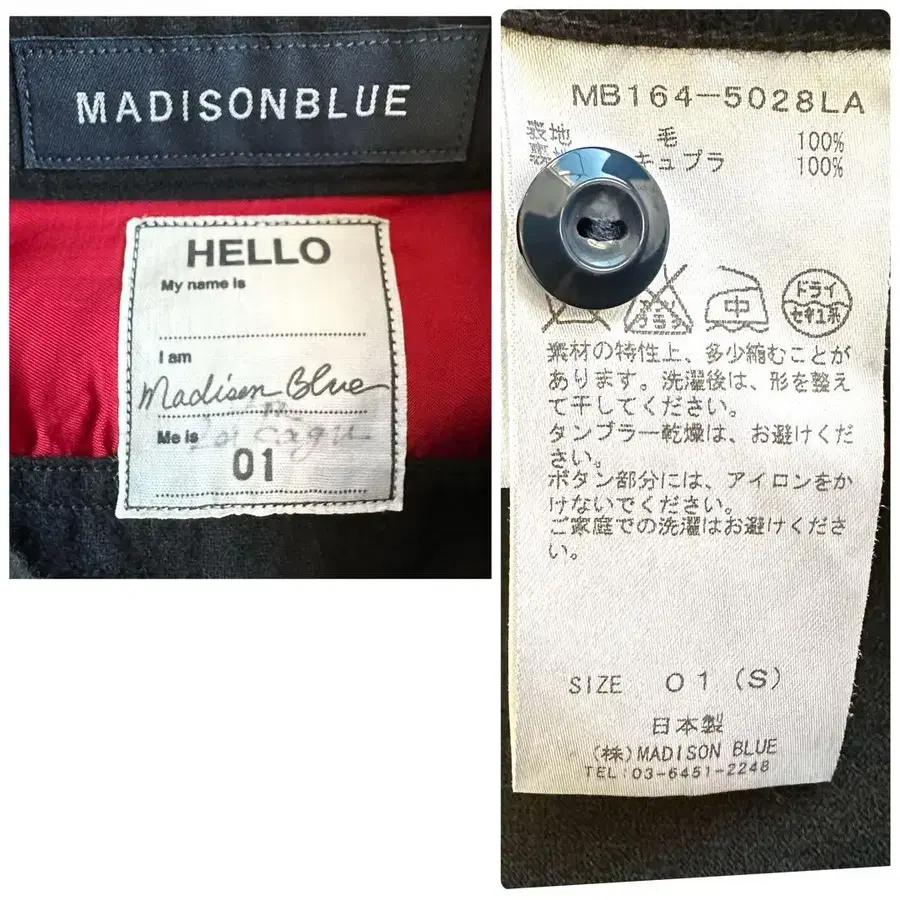 MADISONBLUE
HELLO
My name is
I am
Madison Blue
Me is
01
MB164-5028LA
表地 毛 100%
キュプラ 100%
中
ドライ
セキユ系
素材の特性上、多少縮むことが
あります。洗濯後は、形を整え
て干してください。
タンブラー乾燥は、お避けくだ
さい。
ボタン部分には、アイロンをか
けないでください。
ご家庭での洗濯はお避けくださ
い。
SIZE 01(S)
日本製
(株)MADISON BLUE
TEL:03-6451-2248